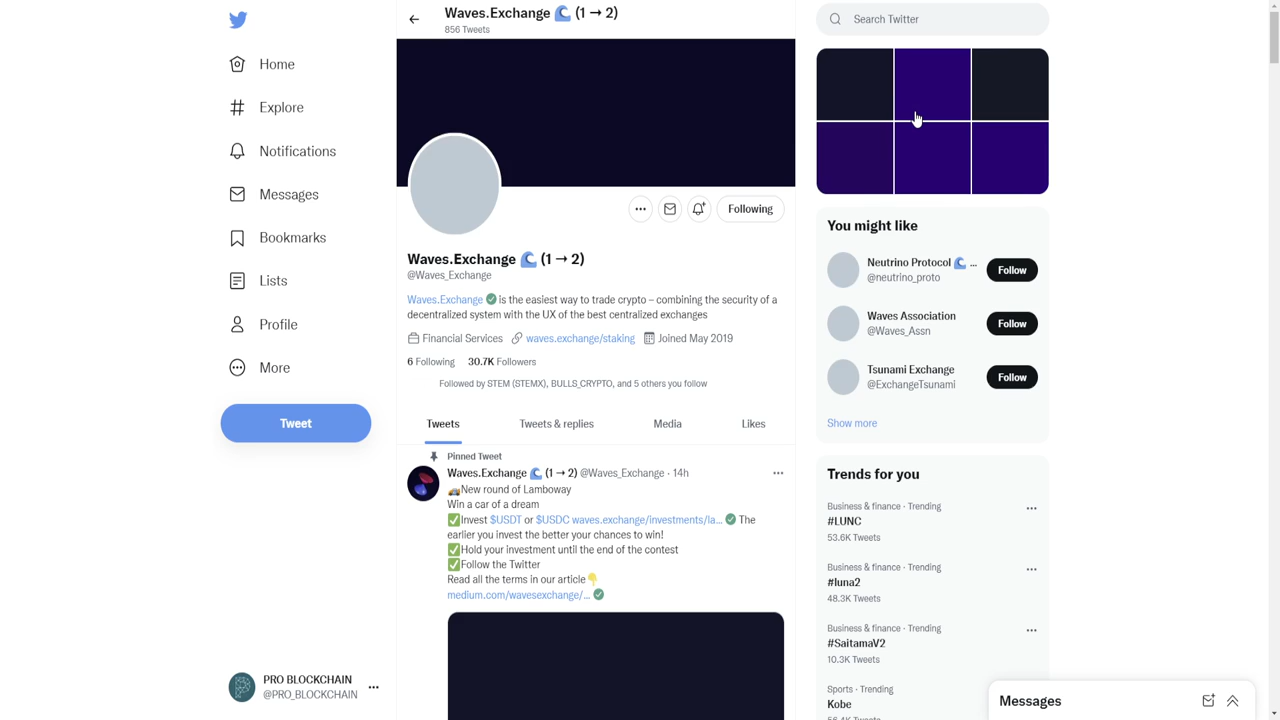 Waves.Exchange 🌊 (1 → 2)
856 Tweets
Search Twitter
Home
Explore
Notifications
Messages
Bookmarks
Lists
Profile
More
Tweet
PRO BLOCKCHAIN
@PRO_BLOCKCHAIN
Following
Waves.Exchange 🌊 (1 → 2)
@Waves_Exchange
Waves.Exchange is the easiest way to trade crypto – combining the security of a
decentralized system with the UX of the best centralized exchanges
Financial Services waves.exchange/staking Joined May 2019
6 Following 30.7K Followers
Followed by STEM (STEMX), BULLS_CRYPTO, and 5 others you follow
Tweets Tweets & replies Media Likes
Pinned Tweet
Waves.Exchange 🌊 (1 → 2) @Waves_Exchange · 14h
🚕New round of Lamboway
Win a car of a dream
✅Invest $USDT or $USDC waves.exchange/investments/la... The
earlier you invest the better your chances to win!
✅Hold your investment until the end of the contest
✅Follow the Twitter
Read all the terms in our article👇
medium.com/wavesexchange/...
You might like
Neutrino Protocol 🌊 ...
@neutrino_proto
Follow
Waves Association
@Waves_Assn
Follow
Tsunami Exchange
@ExchangeTsunami
Follow
Show more
Trends for you
Business & finance · Trending
#LUNC
53.6K Tweets
Business & finance · Trending
#luna2
48.3K Tweets
Business & finance · Trending
#SaitamaV2
10.3K Tweets
Sports · Trending
Kobe
Messages